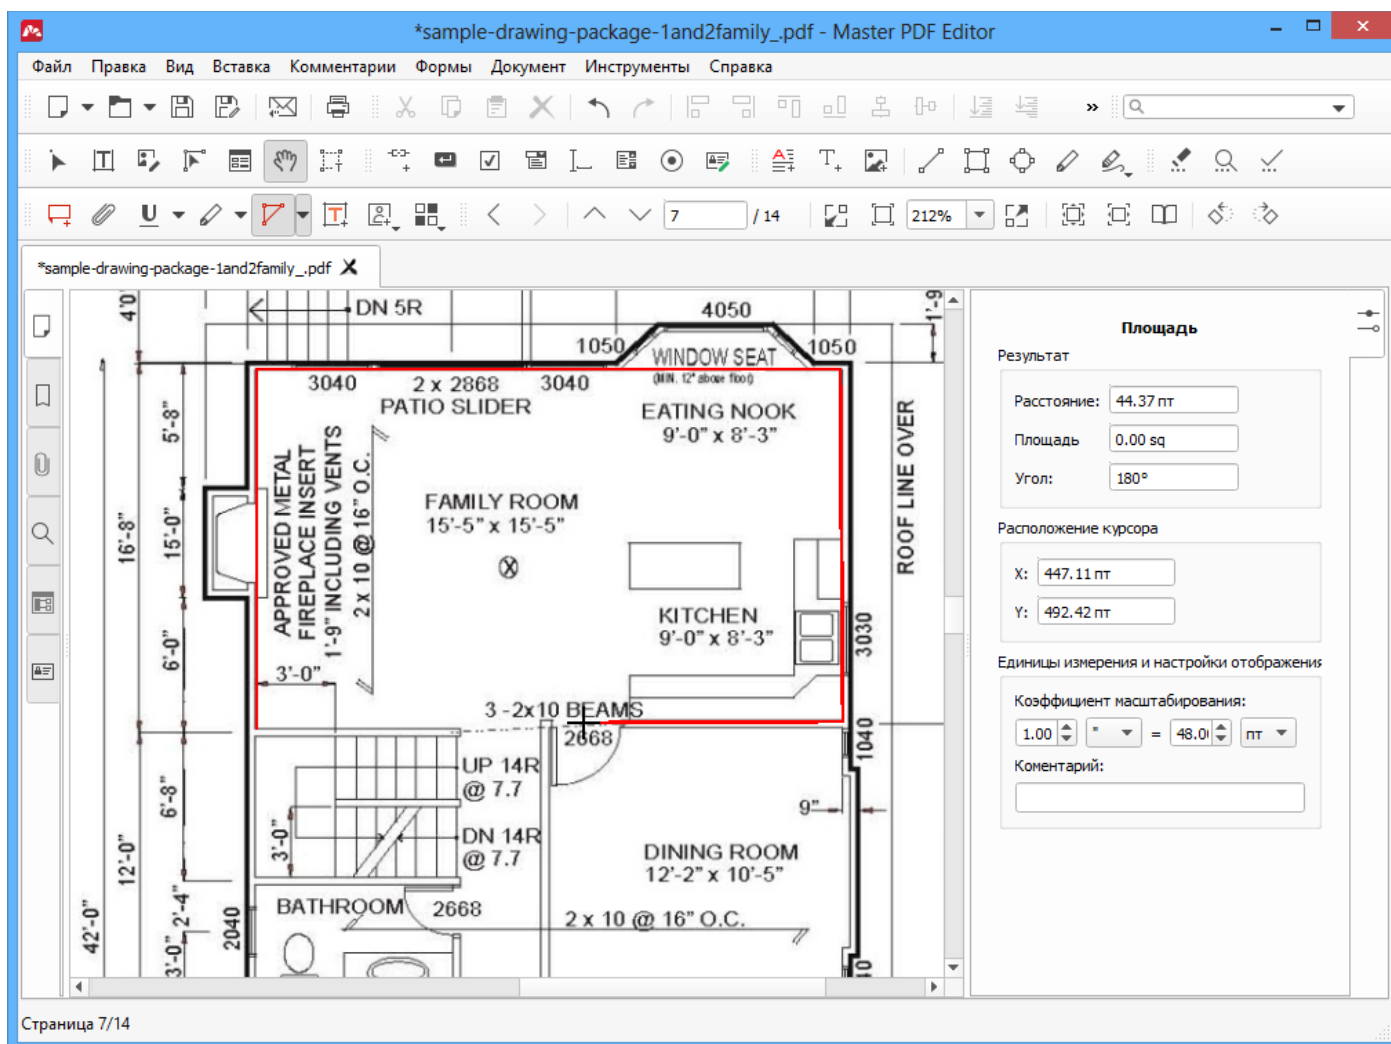 *sample-drawing-package-1and2family_.pdf - Master PDF Editor
Файл Правка Вид Вставка Комментарии Формы Документ Инструменты Справка
»
7 / 14 212%
*sample-drawing-package-1and2family_.pdf
4'0"
DN 5R
4050
1'-9
1050
WINDOW SEAT
1050
(MIN. 12" above floor)
3040
2 x 2868
3040
PATIO SLIDER
EATING NOOK
9'-0" x 8'-3"
5'-8"
APPROVED METAL
FIREPLACE INSERT
1'-9" INCLUDING VENTS
2 x 10 @ 16" O.C.
ROOF LINE OVER
FAMILY ROOM
15'-5" x 15'-5"
16'-8"
15'-0"
KITCHEN
9'-0" x 8'-3"
3030
6'-0"
3'-0"
3 -2x10 BEAMS
2668
1040
UP 14R
@ 7.7
6'-8"
9"
3'-0"
DN 14R
@ 7.7
DINING ROOM
12'-2" x 10'-5"
12'-0"
BATHROOM
2668
2 x 10 @ 16" O.C.
42'-0"
2'-4"
3'-0"
2040
Площадь
Результат
Расстояние: 44.37 пт
Площадь 0.00 sq
Угол: 180°
Расположение курсора
X: 447.11 пт
Y: 492.42 пт
Единицы измерения и настройки отображения
Коэффициент масштабирования:
1.00 " = 48.0 пт
Коментарий:
Страница 7/14